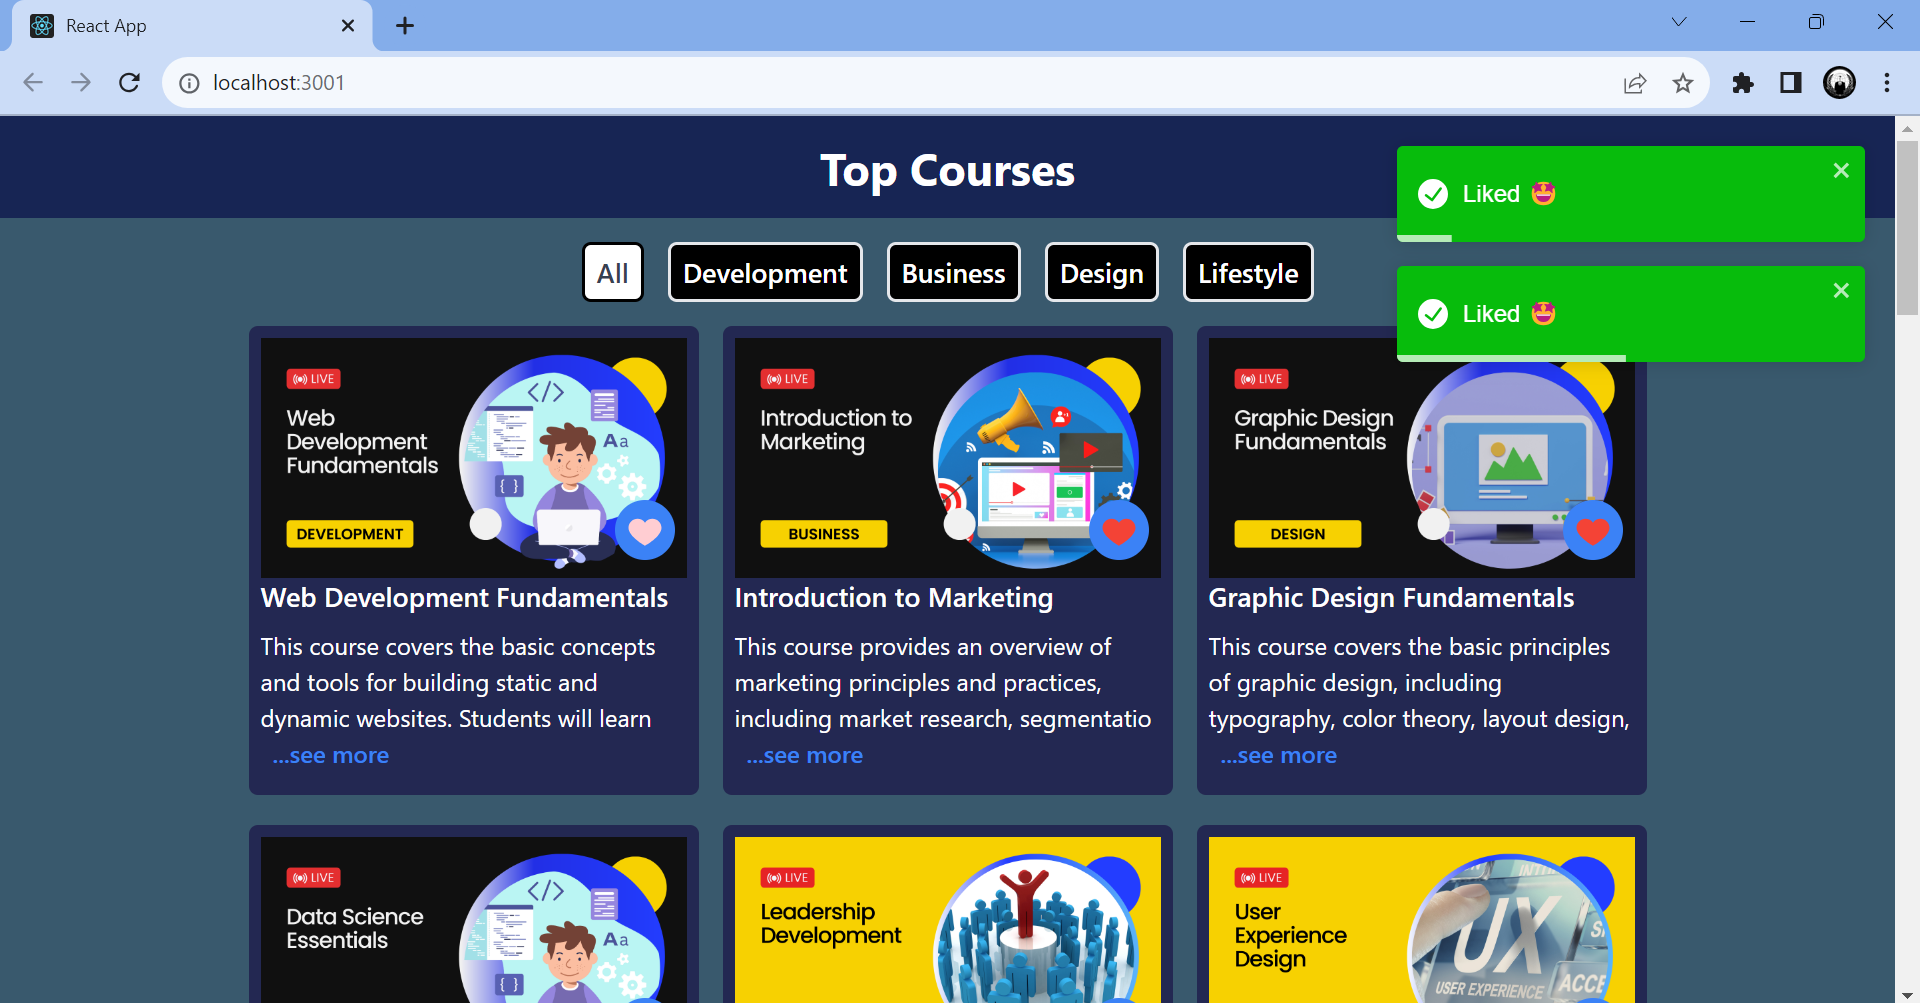 React App
localhost:3001
Top Courses
Liked 🤩
Liked 🤩
All
Development
Business
Design
Lifestyle
LIVE
Web
Development
Fundamentals
</>
Aa
{ }
DEVELOPMENT
Web Development Fundamentals
This course covers the basic concepts
and tools for building static and
dynamic websites. Students will learn
...see more
LIVE
Introduction to
Marketing
BUSINESS
Introduction to Marketing
This course provides an overview of
marketing principles and practices,
including market research, segmentatio
...see more
LIVE
Graphic Design
Fundamentals
DESIGN
Graphic Design Fundamentals
This course covers the basic principles
of graphic design, including
typography, color theory, layout design,
...see more
LIVE
Data Science
Essentials
</>
Aa
{ }
LIVE
Leadership
Development
LIVE
User
Experience
Design
UX
USER EXPERIENCE
ACCE